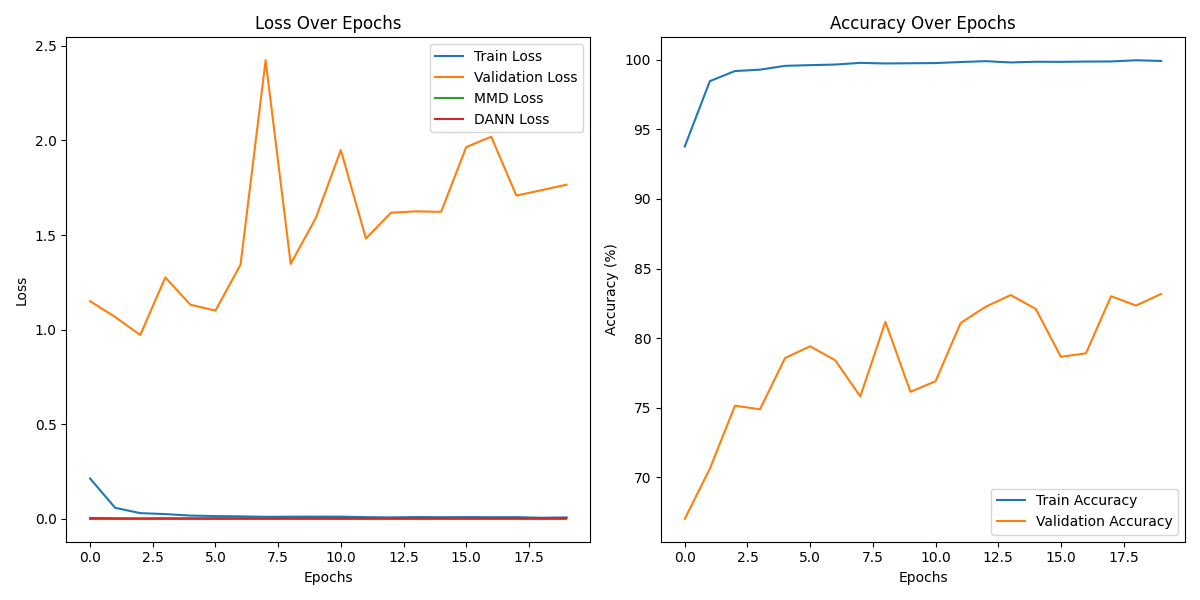 Loss Over Epochs
Loss
2.5
2.0
1.5
1.0
0.5
0.0
Train Loss
Validation Loss
MMD Loss
DANN Loss
0.0 2.5 5.0 7.5 10.0 12.5 15.0 17.5
Epochs
Accuracy Over Epochs
Accuracy (%)
100
95
90
85
80
75
70
Train Accuracy
Validation Accuracy
0.0 2.5 5.0 7.5 10.0 12.5 15.0 17.5
Epochs